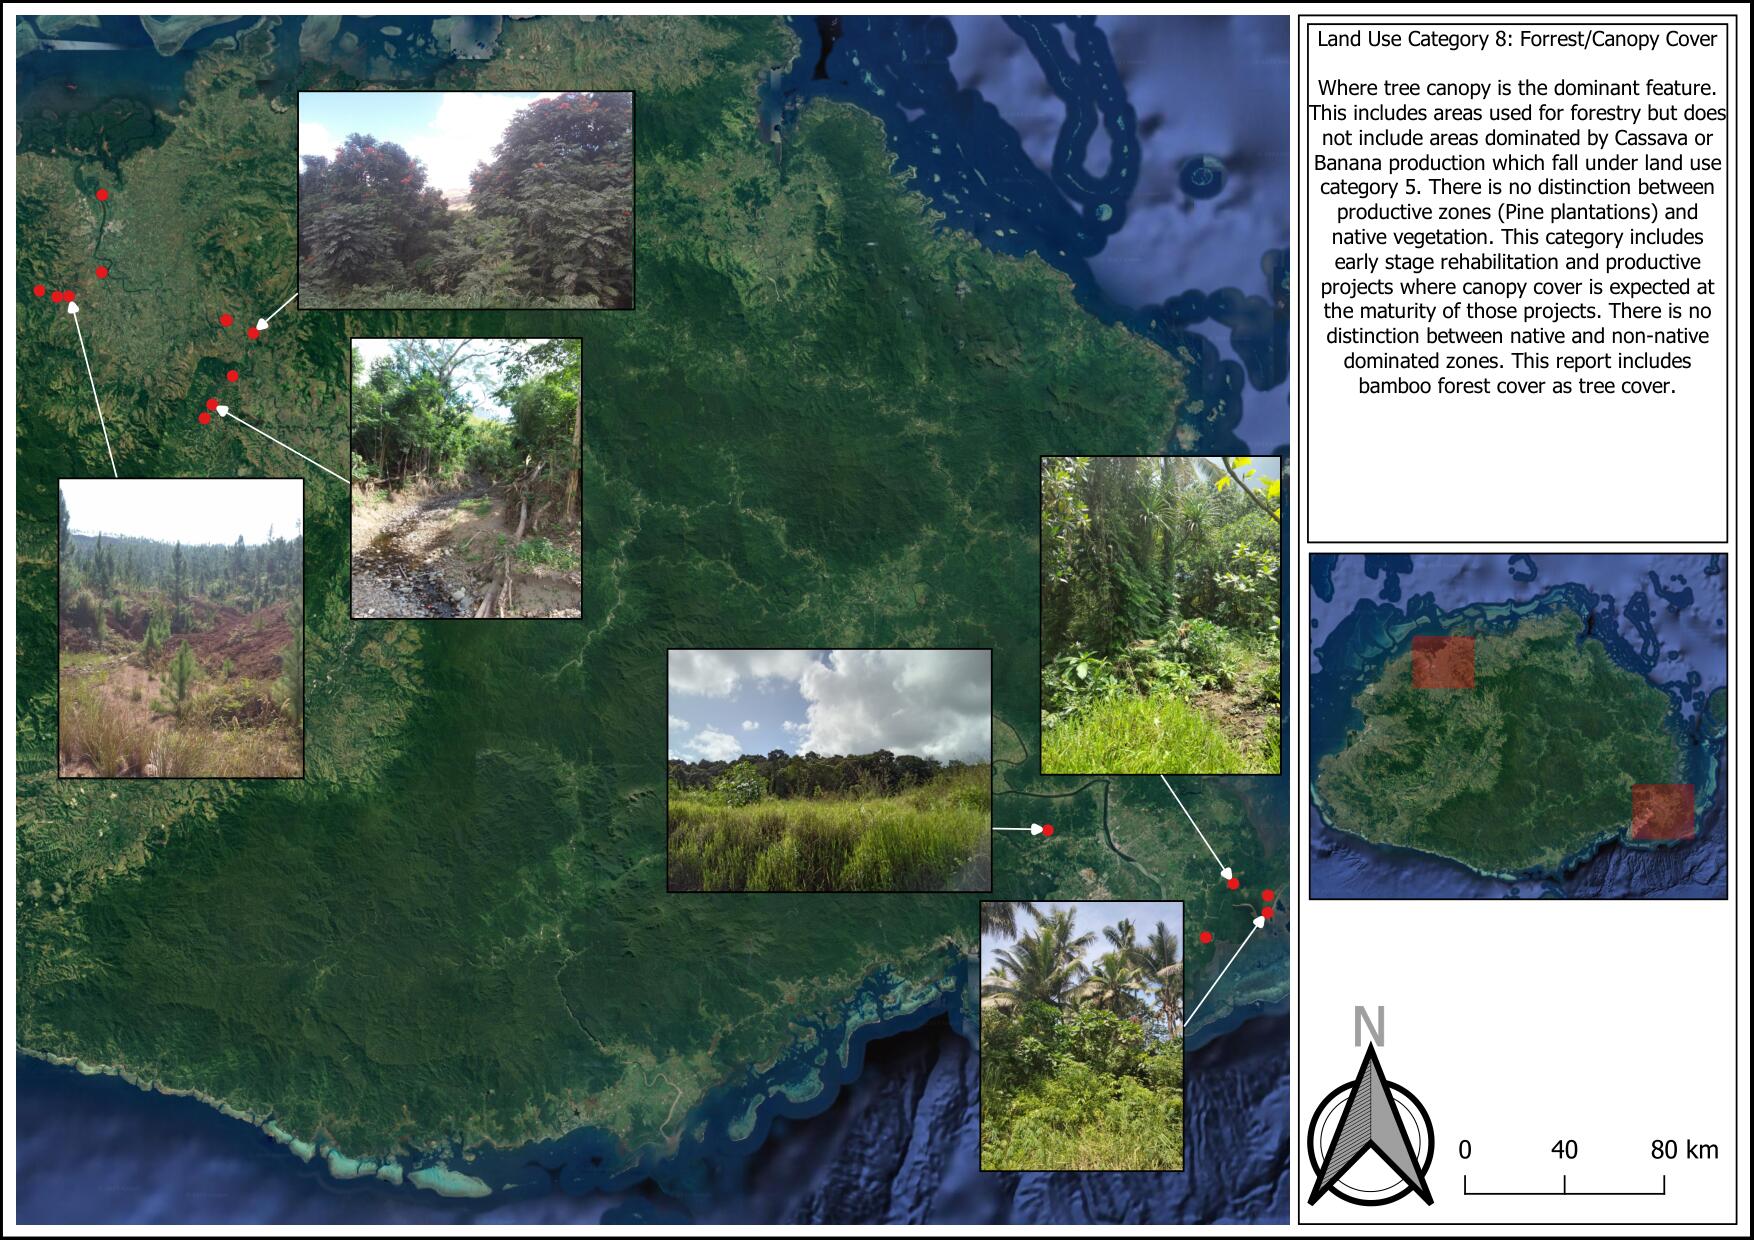 Land Use Category 8: Forrest/Canopy Cover
Where tree canopy is the dominant feature.
This includes areas used for forestry but does
not include areas dominated by Cassava or
Banana production which fall under land use
category 5. There is no distinction between
productive zones (Pine plantations) and
native vegetation. This category includes
early stage rehabilitation and productive
projects where canopy cover is expected at
the maturity of those projects. There is no
distinction between native and non-native
dominated zones. This report includes
bamboo forest cover as tree cover.
N
0 40 80 km